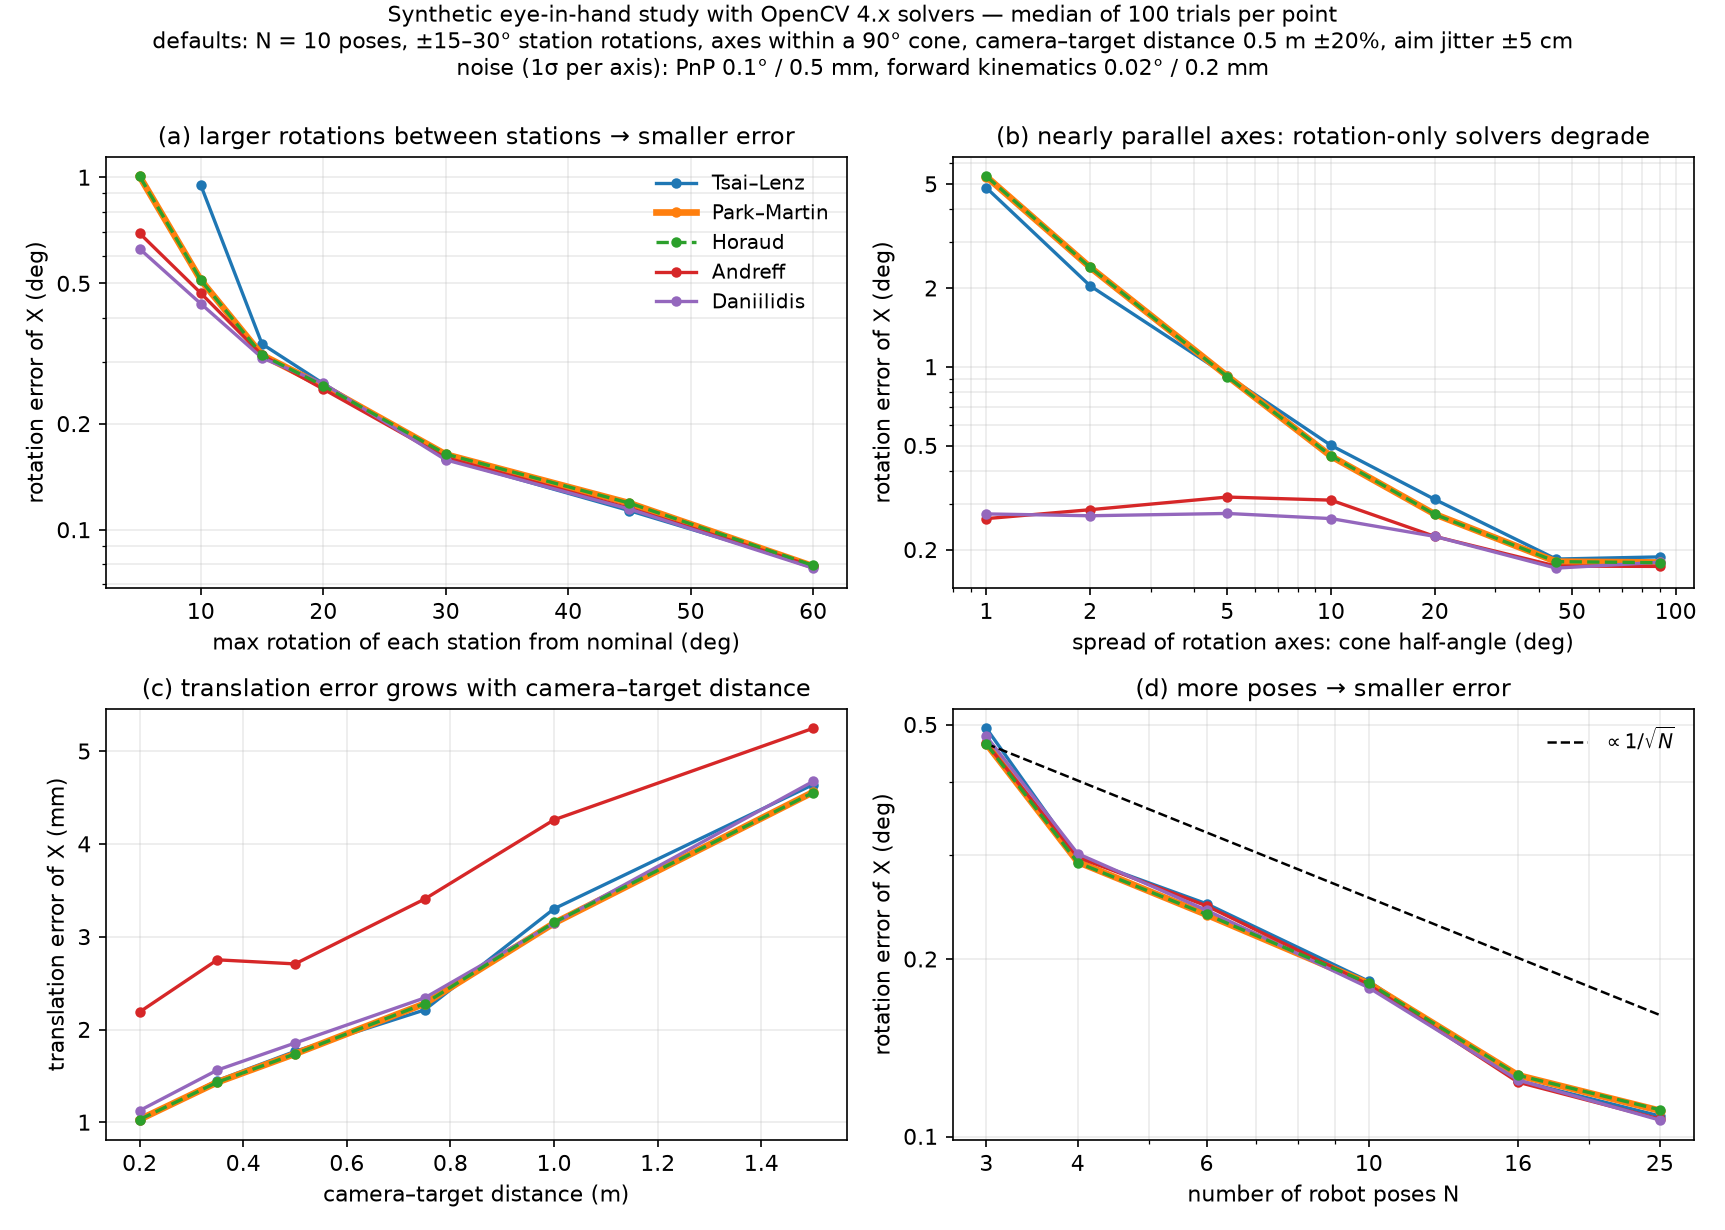 Synthetic eye-in-hand study with OpenCV 4.x solvers — median of 100 trials per point
defaults: N = 10 poses, ±15–30° station rotations, axes within a 90° cone, camera–target distance 0.5 m ±20%, aim jitter ±5 cm
noise (1σ per axis): PnP 0.1° / 0.5 mm, forward kinematics 0.02° / 0.2 mm
(a) larger rotations between stations → smaller error
rotation error of X (deg)
1
0.5
0.2
0.1
Tsai–Lenz
Park–Martin
Horaud
Andreff
Daniilidis
10 20 30 40 50 60
max rotation of each station from nominal (deg)
(b) nearly parallel axes: rotation-only solvers degrade
rotation error of X (deg)
5
2
1
0.5
0.2
1 2 5 10 20 50 100
spread of rotation axes: cone half-angle (deg)
(c) translation error grows with camera–target distance
translation error of X (mm)
5
4
3
2
1
0.2 0.4 0.6 0.8 1.0 1.2 1.4
camera–target distance (m)
(d) more poses → smaller error
rotation error of X (deg)
0.5
0.2
0.1
∝ 1/√N
3 4 6 10 16 25
number of robot poses N